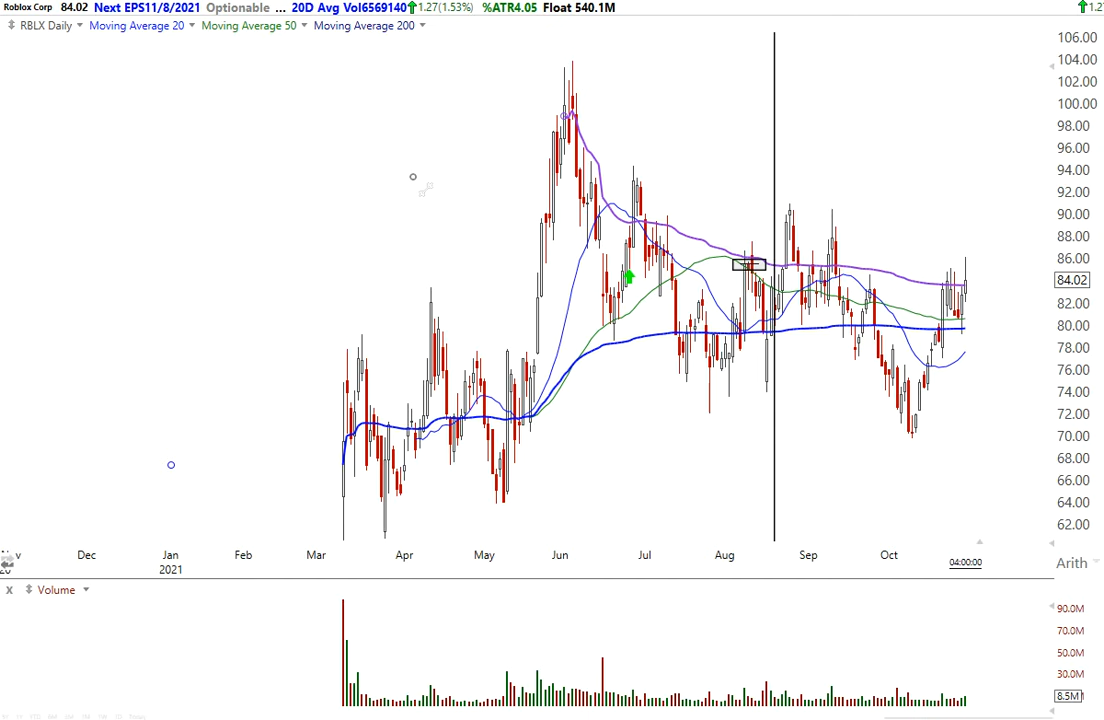 Roblox Corp 84.02 Next EPS11/8/2021 Optionable ... 20D Avg Vol6569140 1.27(1.53%) %ATR4.05 Float 540.1M 1.27
RBLX Daily Moving Average 20 Moving Average 50 Moving Average 200
106.00
104.00
102.00
100.00
98.00
96.00
94.00
92.00
90.00
88.00
86.00
84.02
82.00
80.00
78.00
76.00
74.00
72.00
70.00
68.00
66.00
64.00
62.00
Dec Jan Feb Mar Apr May Jun Jul Aug Sep Oct
2021 04:00:00 Arith
X Volume
90.0M
70.0M
50.0M
30.0M
8.5M